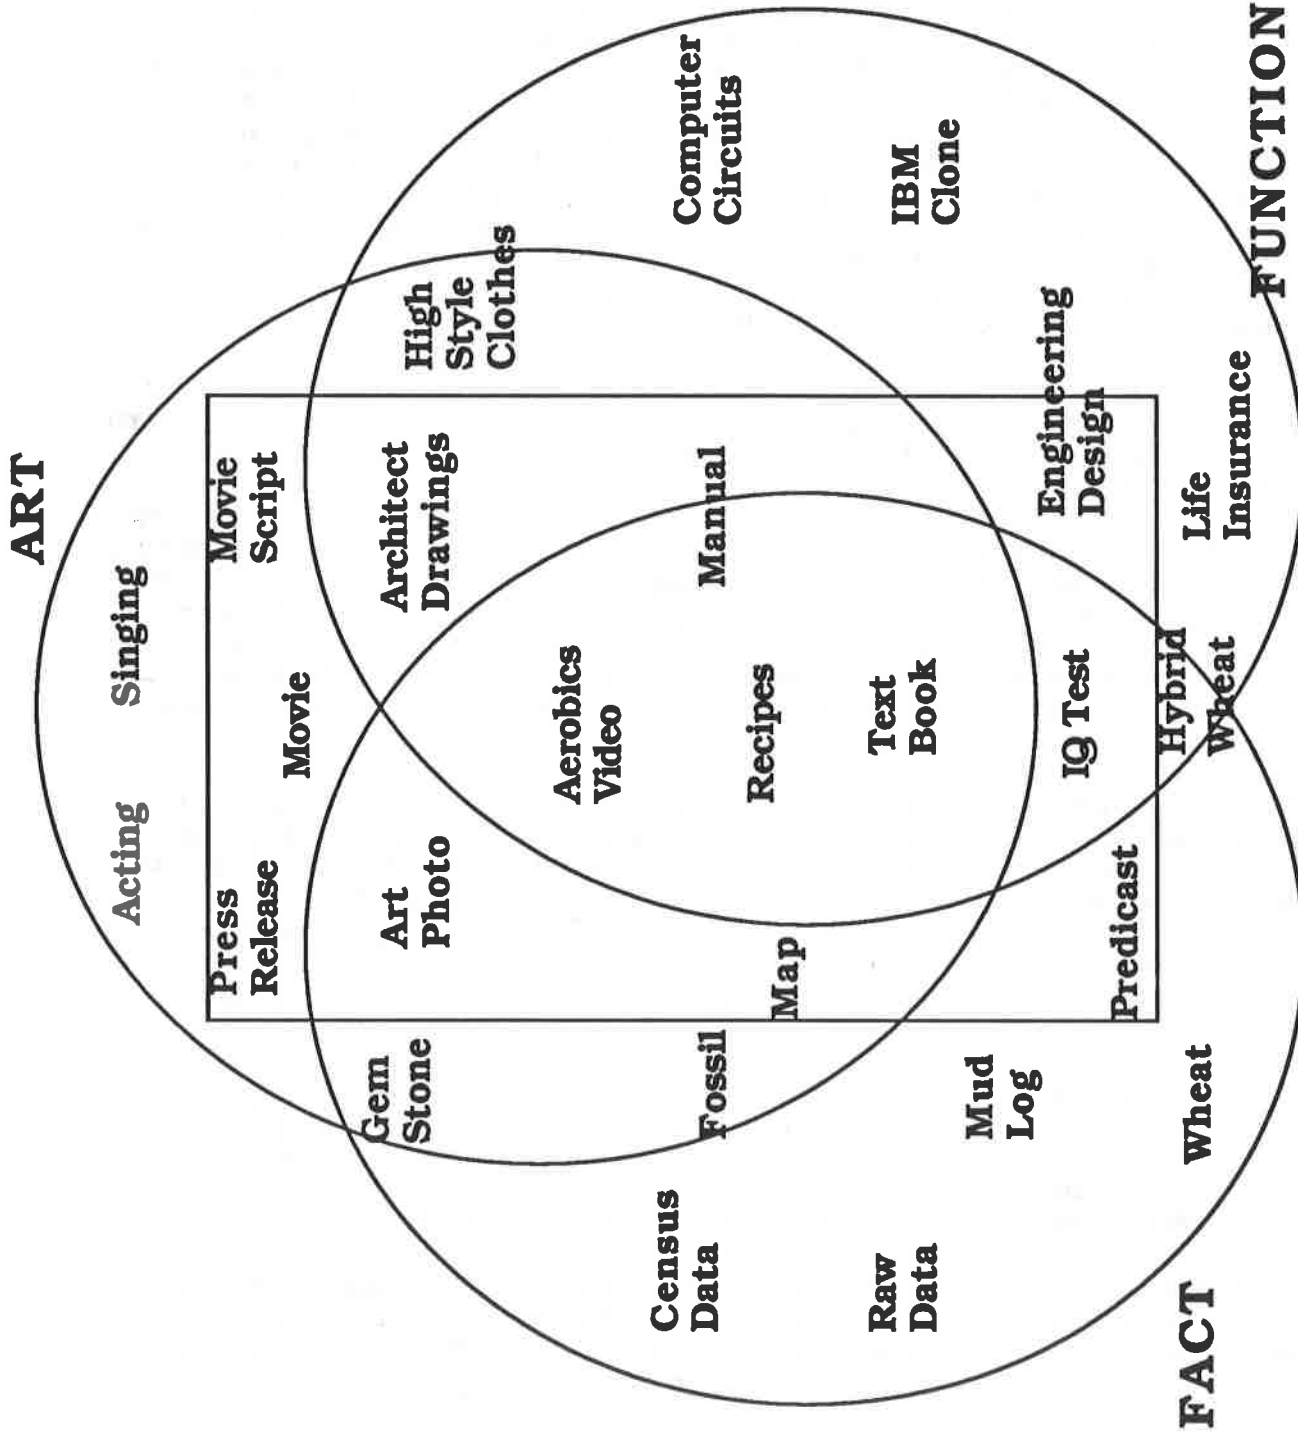 ART
Acting
Singing
Press
Release
Movie
Script
Movie
Gem
Stone
Art
Photo
Architect
Drawings
High
Style
Clothes
Aerobics
Video
Census
Data
Fossil
Manual
Computer
Circuits
Map
Recipes
Raw
Data
Text
Book
IBM
Clone
Mud
Log
IQ Test
Engineering
Design
Predicast
Wheat
Hybrid
Wheat
Life
Insurance
FACT
FUNCTION